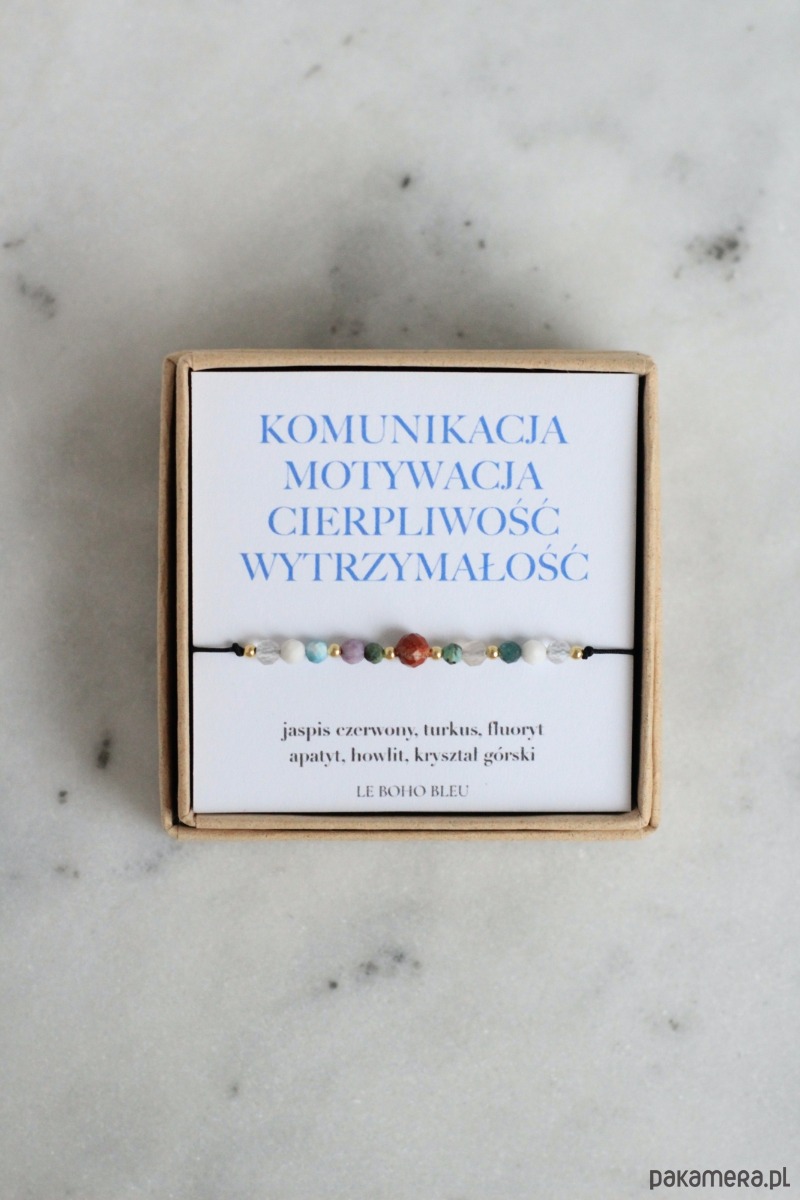 KOMUNIKACJA
MOTYWACJA
CIERPLIWOŚĆ
WYTRZYMAŁOŚĆ
jaspis czerwony, turkus, fluoryt
apatyt, howlit, kryształ górski
LE BOHO BLEU
pakamera.pl